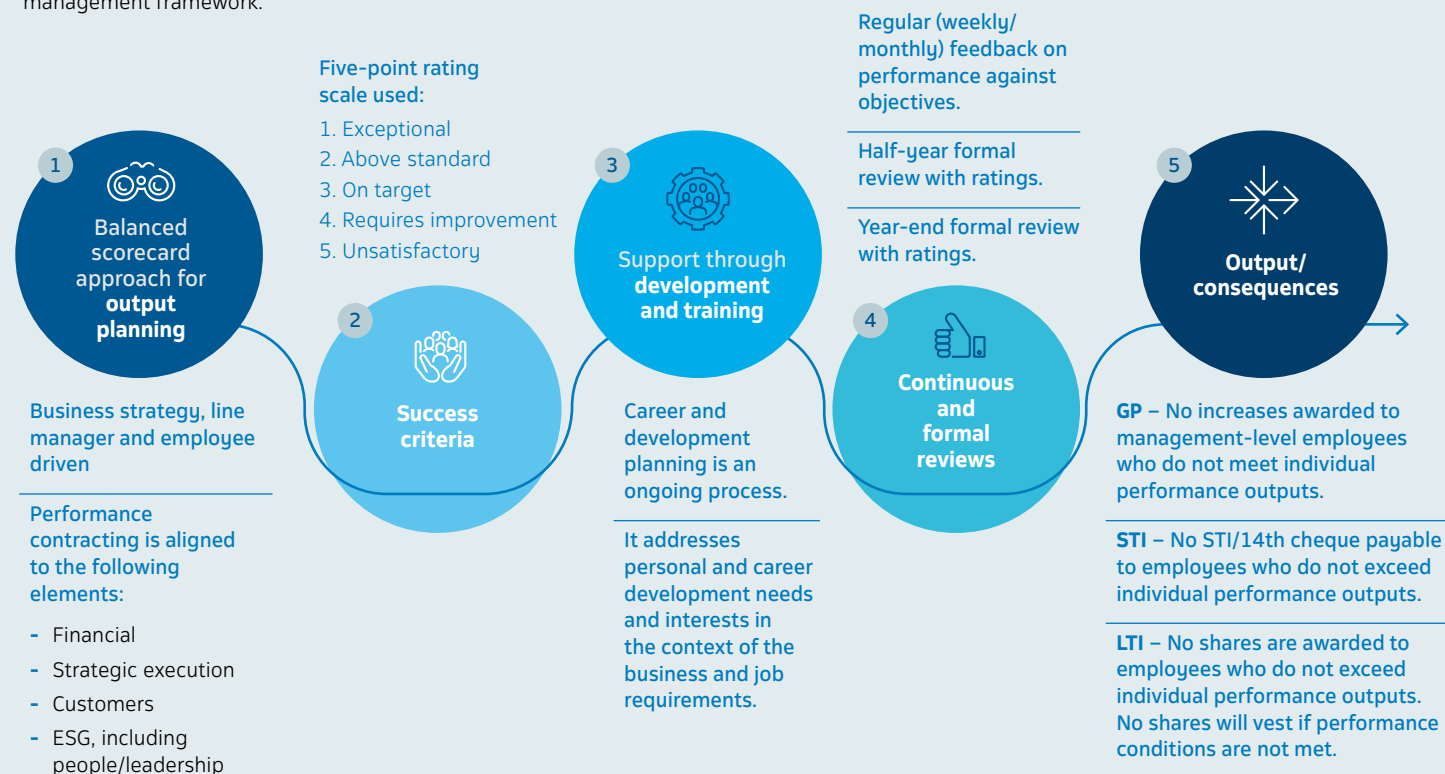 management framework.
1
Balanced
scorecard
approach for
output
planning
Business strategy, line
manager and employee
driven
Performance
contracting is aligned
to the following
elements:
- Financial
- Strategic execution
- Customers
- ESG, including
people/leadership
Five-point rating
scale used:
1. Exceptional
2. Above standard
3. On target
4. Requires improvement
5. Unsatisfactory
2
Success
criteria
3
Support through
development
and training
Career and
development
planning is an
ongoing process.
It addresses
personal and career
development needs
and interests in
the context of the
business and job
requirements.
Regular (weekly/
monthly) feedback on
performance against
objectives.
Half-year formal
review with ratings.
Year-end formal review
with ratings.
4
Continuous
and
formal
reviews
5
Output/
consequences
GP – No increases awarded to
management-level employees
who do not meet individual
performance outputs.
STI – No STI/14th cheque payable
to employees who do not exceed
individual performance outputs.
LTI – No shares are awarded to
employees who do not exceed
individual performance outputs.
No shares will vest if performance
conditions are not met.